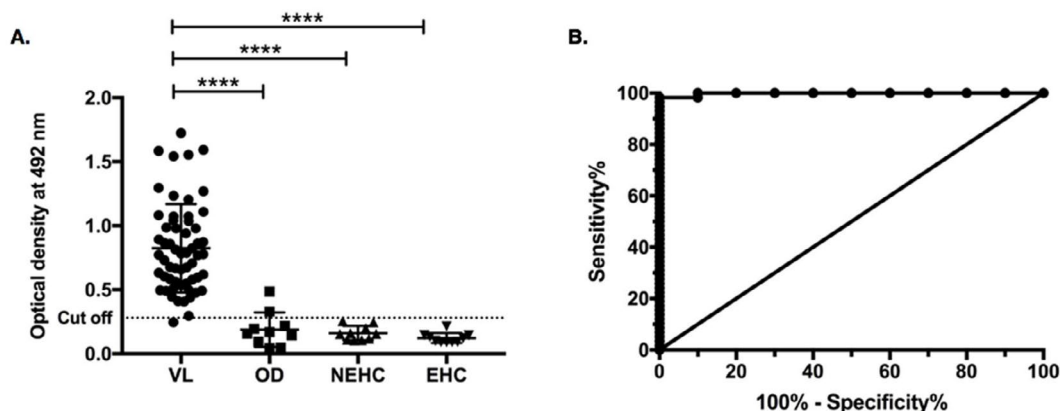 A.
****
****
****
Optical density at 492 nm
2.0
1.5
1.0
0.5
Cut off
0.0
VL OD NEHC EHC
B.
Sensitivity%
100
80
60
40
20
0
0 20 40 60 80 100
100% - Specificity%